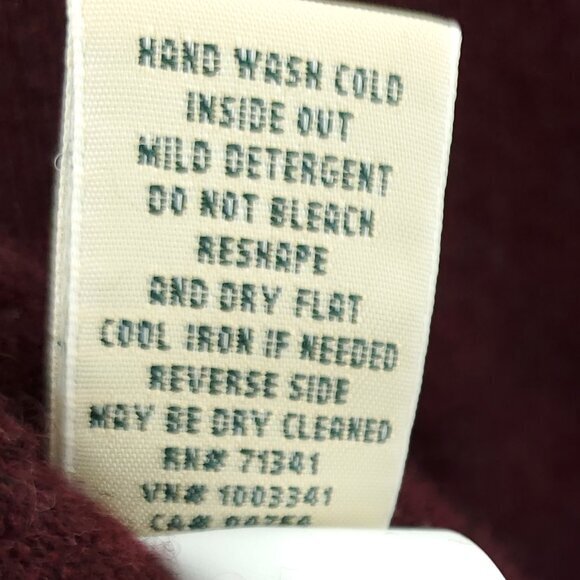 HAND WASH COLD
INSIDE OUT
MILD DETERGENT
DO NOT BLEACH
RESHAPE
AND DRY FLAT
COOL IRON IF NEEDED
REVERSE SIDE
MAY BE DRY CLEANED
RN# 71341
VN# 1003341
CA#